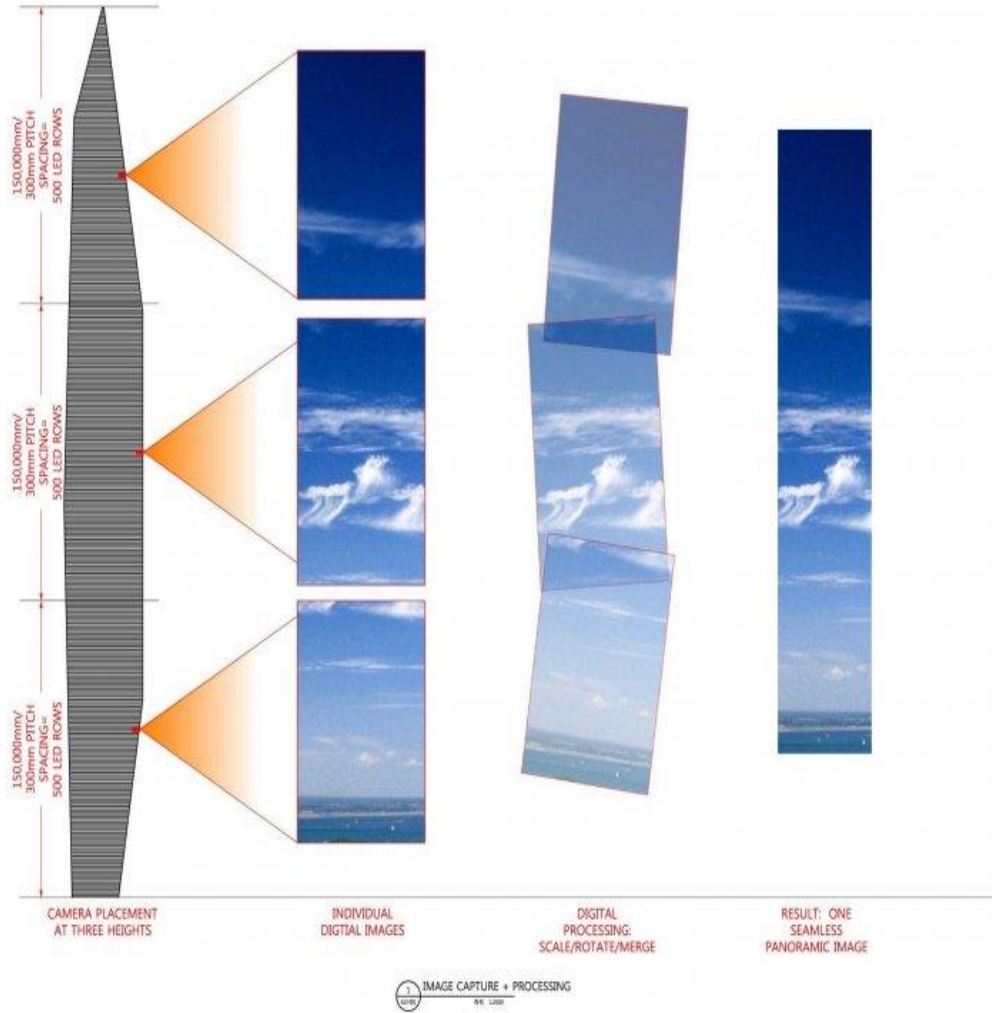 150,000mm/
300mm PITCH
SPACING=
500 LED ROWS
150,000mm/
300mm PITCH
SPACING=
500 LED ROWS
150,000mm/
300mm PITCH
SPACING=
500 LED ROWS
CAMERA PLACEMENT
AT THREE HEIGHTS
INDIVIDUAL
DIGTIAL IMAGES
DIGITAL
PROCESSING:
SCALE/ROTATE/MERGE
RESULT: ONE
SEAMLESS
PANORAMIC IMAGE
1
IMAGE CAPTURE + PROCESSING